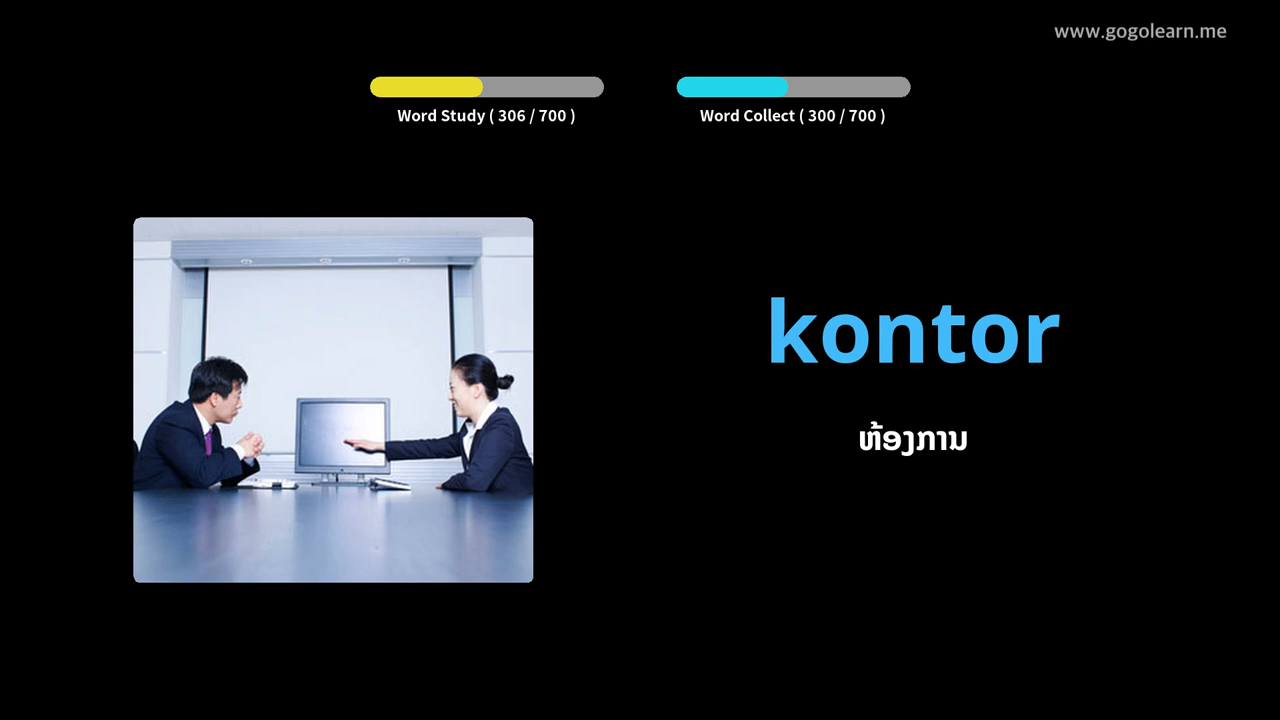 www.gogolearn.me
Word Study ( 306 / 700 )
Word Collect ( 300 / 700 )
kontor
ຫ້ອງການ